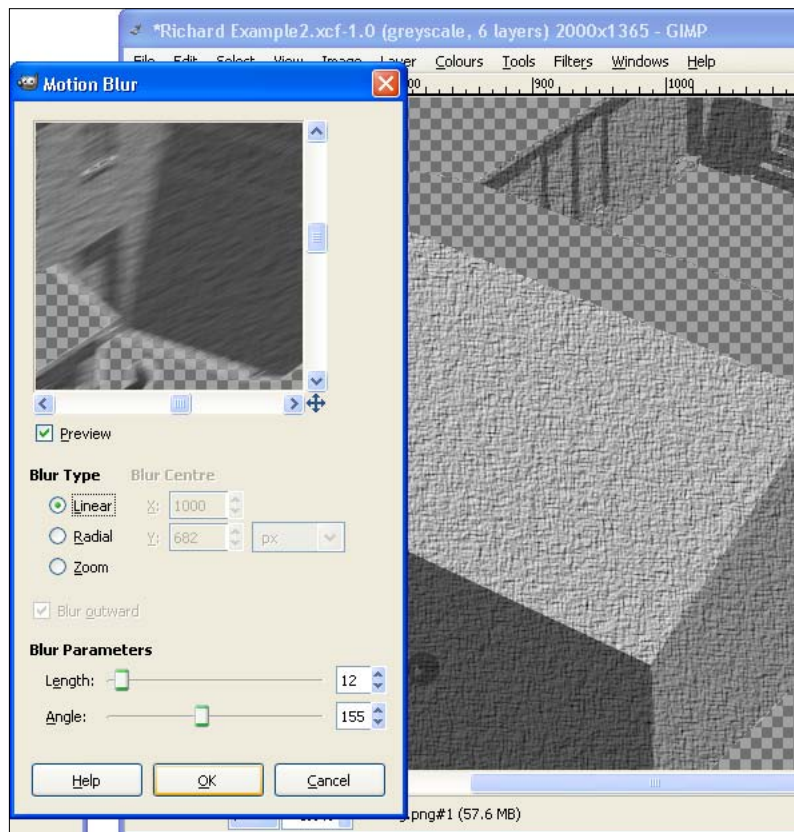 *Richard Example2.xcf-1.0 (greyscale, 6 layers) 2000x1365 - GIMP
File Edit Select View Image Layer Colours Tools Filters Windows Help
Motion Blur
900 1000
Preview
Blur Type Blur Centre
Linear X: 1000
Radial Y: 682 px
Zoom
Blur outward
Blur Parameters
Length: 12
Angle: 155
Help OK Cancel
.png#1 (57.6 MB)